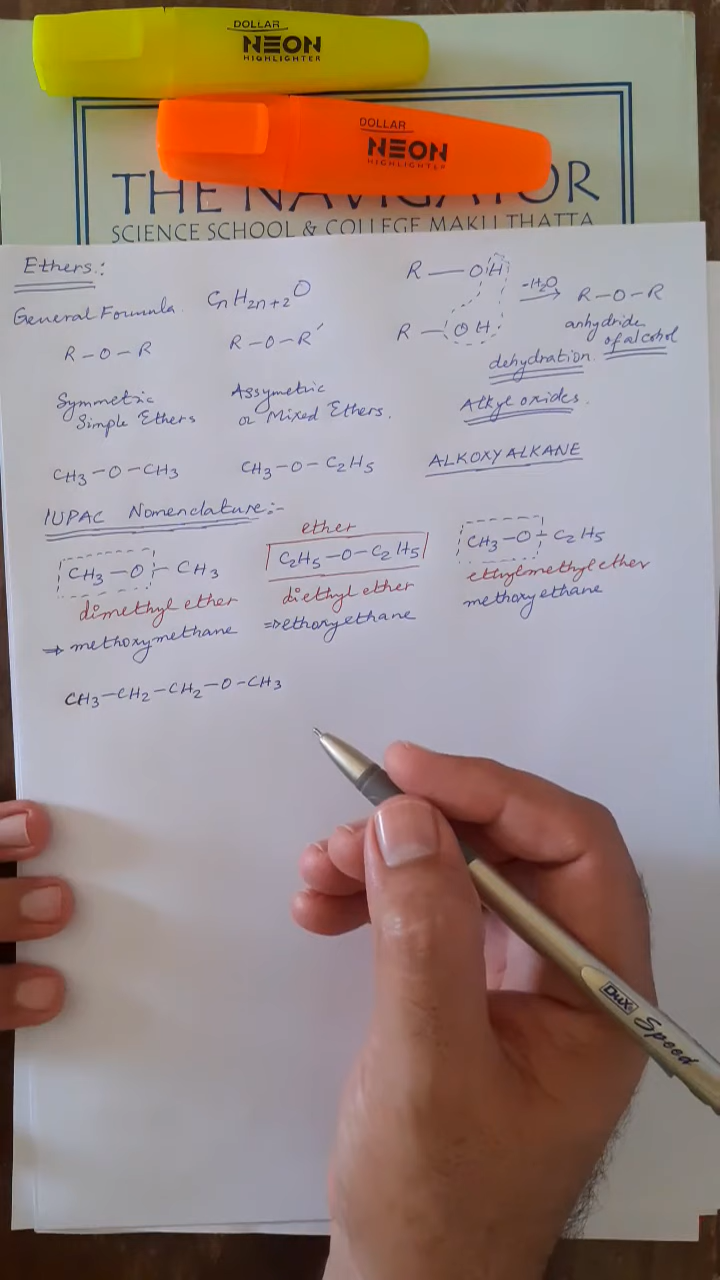 DOLLAR
NEON
HIGHLIGHTER
DOLLAR
NEON
HIGHLIGHTER
THE NAVIGATOR
SCIENCE SCHOOL & COLLEGE MAKLI THATTA
Ethers:
General Formula CnH2n+2O
R-O-R R-O-R′
Symmetric
Simple Ethers
Assymetric
or Mixed Ethers.
CH3-O-CH3 CH3-O-C2H5
R-OH
R-OH
-H2O
R-O-R
anhydride
of alcohol
dehydration.
Alkyl oxides.
ALKOXYALKANE
IUPAC Nomenclature:-
CH3-O-CH3
dimethyl ether
⇒ methoxymethane
ether
C2H5-O-C2H5
diethyl ether
⇒ ethoxyethane
CH3-O-C2H5
ethylmethyl ether
methoxyethane
CH3-CH2-CH2-O-CH3
DUX Speed